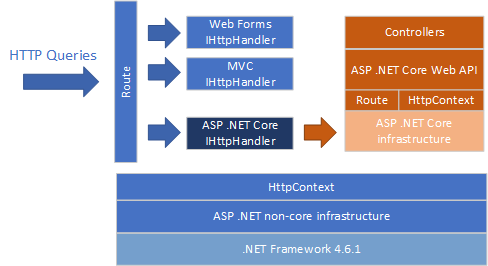 HTTP Queries
Route
Web Forms
IHttpHandler
MVC
IHttpHandler
ASP .NET Core
IHttpHandler
Controllers
ASP .NET Core Web API
Route
HttpContext
ASP .NET Core
infrastructure
HttpContext
ASP .NET non-core infrastructure
.NET Framework 4.6.1